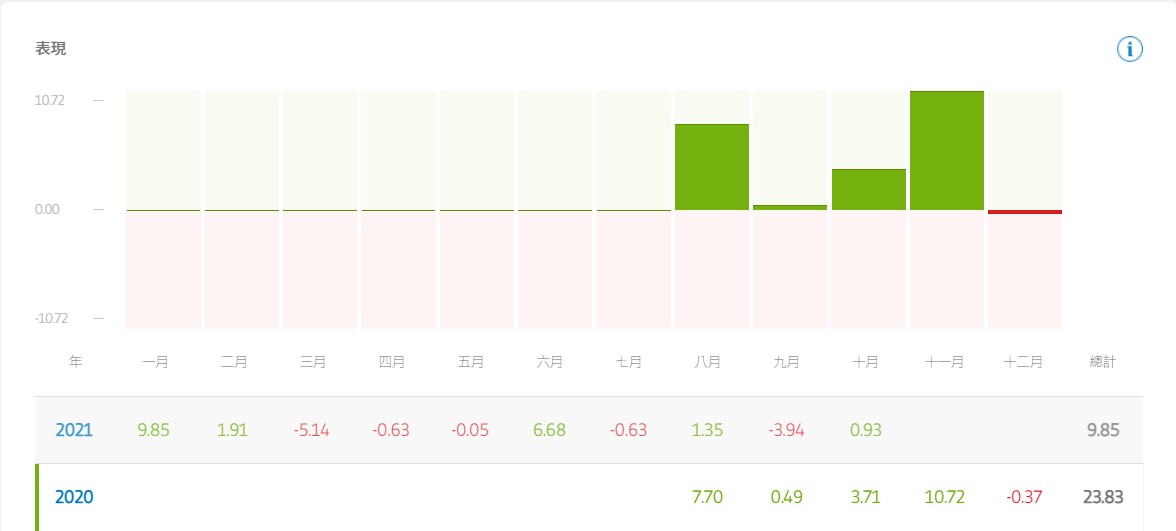 表現
10.72
0.00
-10.72
年 一月 二月 三月 四月 五月 六月 七月 八月 九月 十月 十一月 十二月 總計
2021 9.85 1.91 -5.14 -0.63 -0.05 6.68 -0.63 1.35 -3.94 0.93 9.85
2020 7.70 0.49 3.71 10.72 -0.37 23.83